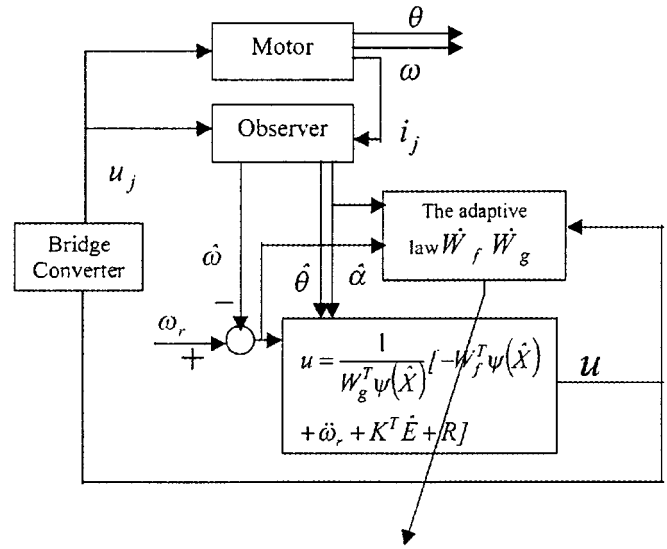 θ
Motor
ω
Observer
i_j
u_j
The adaptive
law Ẇ_f Ẇ_g
Bridge
Converter
ω̂
θ̂
α̂
−
ω_r
+
u = 1 / W_g^T ψ(X̂) [ −W_f^T ψ(X̂)
u
+ ω̈_r + K^T Ê + R]